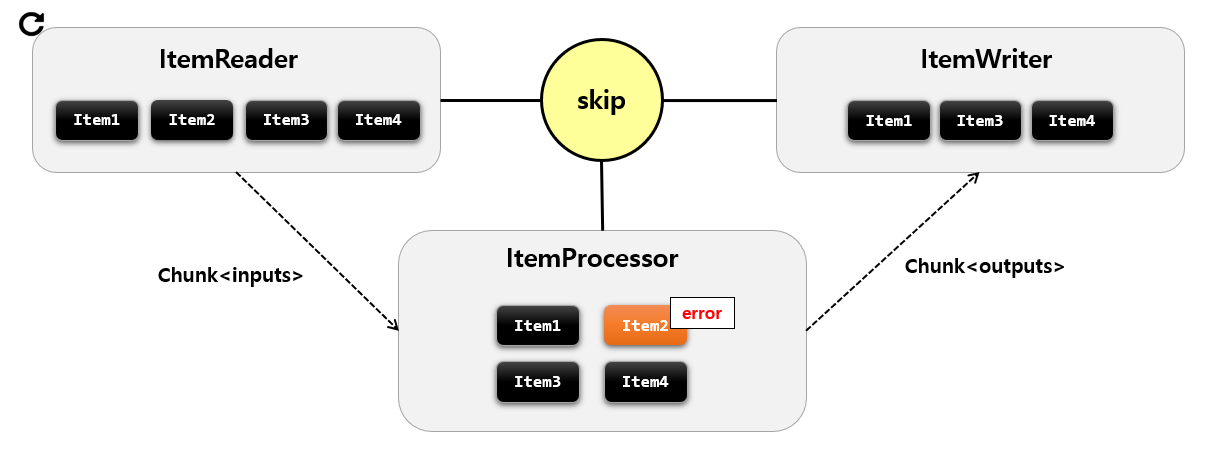 ItemReader
Item1 Item2 Item3 Item4
skip
ItemWriter
Item1 Item3 Item4
Chunk<inputs>
ItemProcessor
Item1 Item2 error
Item3 Item4
Chunk<outputs>